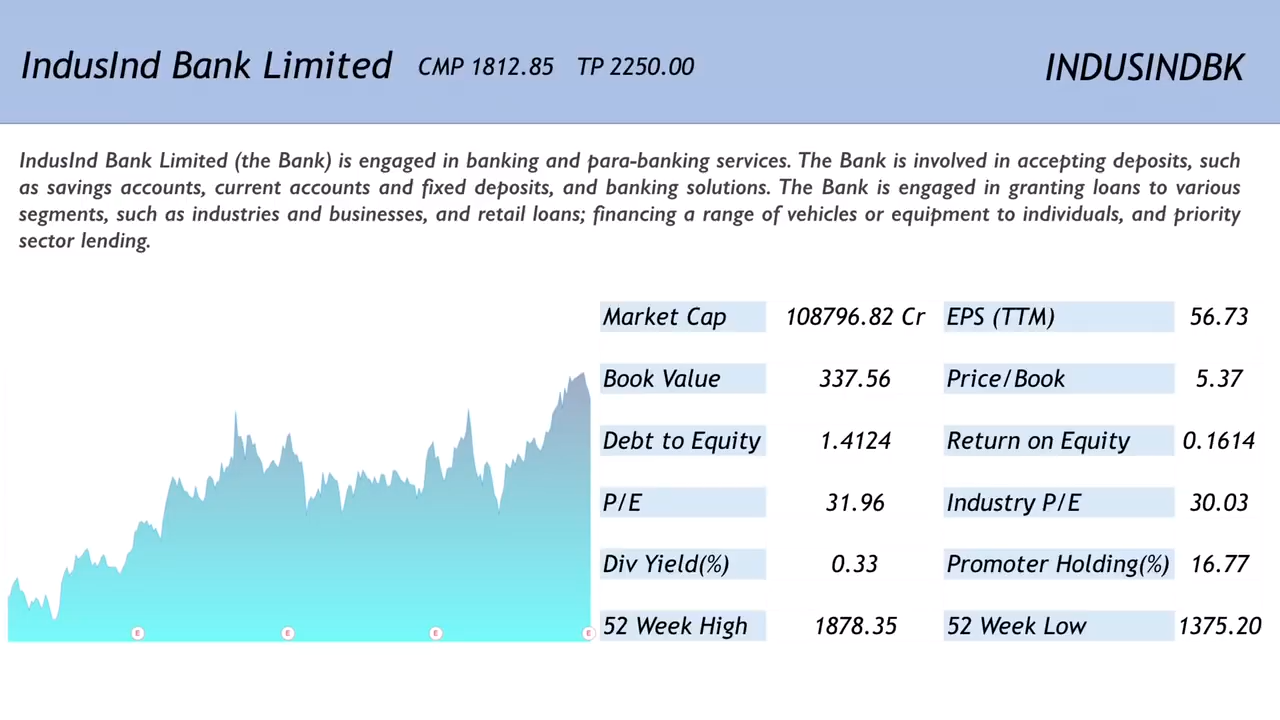 IndusInd Bank Limited CMP 1812.85 TP 2250.00 INDUSINDBK
IndusInd Bank Limited (the Bank) is engaged in banking and para-banking services. The Bank is involved in accepting deposits, such
as savings accounts, current accounts and fixed deposits, and banking solutions. The Bank is engaged in granting loans to various
segments, such as industries and businesses, and retail loans; financing a range of vehicles or equipment to individuals, and priority
sector lending.
Market Cap 108796.82 Cr EPS (TTM) 56.73
Book Value 337.56 Price/Book 5.37
Debt to Equity 1.4124 Return on Equity 0.1614
P/E 31.96 Industry P/E 30.03
Div Yield(%) 0.33 Promoter Holding(%) 16.77
52 Week High 1878.35 52 Week Low 1375.20
E E E E